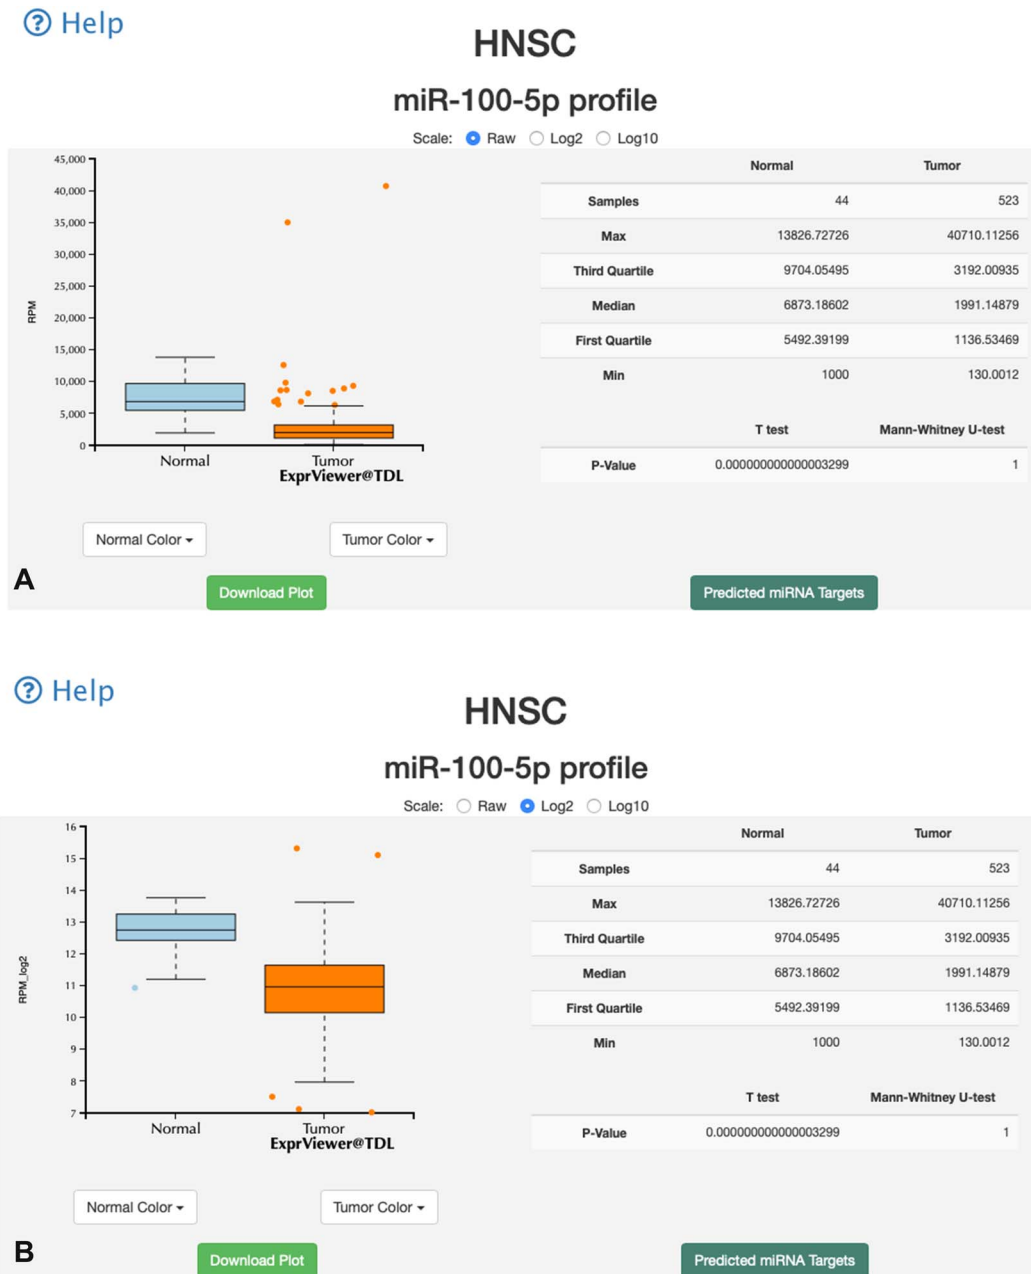 ? Help
HNSC
miR-100-5p profile
Scale: Raw Log2 Log10
45,000
40,000
35,000
30,000
25,000
20,000
15,000
10,000
5,000
0
RPM
Normal Tumor
ExprViewer@TDL
Normal Tumor
Samples 44 523
Max 13826.72726 40710.11256
Third Quartile 9704.05495 3192.00935
Median 6873.18602 1991.14879
First Quartile 5492.39199 1136.53469
Min 1000 130.0012
T test Mann-Whitney U-test
P-Value 0.000000000000003299 1
Normal Color Tumor Color
A
Download Plot Predicted miRNA Targets
? Help
HNSC
miR-100-5p profile
Scale: Raw Log2 Log10
16
15
14
13
12
11
10
9
8
7
RPM_log2
Normal Tumor
ExprViewer@TDL
Normal Tumor
Samples 44 523
Max 13826.72726 40710.11256
Third Quartile 9704.05495 3192.00935
Median 6873.18602 1991.14879
First Quartile 5492.39199 1136.53469
Min 1000 130.0012
T test Mann-Whitney U-test
P-Value 0.000000000000003299 1
Normal Color Tumor Color
B
Download Plot Predicted miRNA Targets